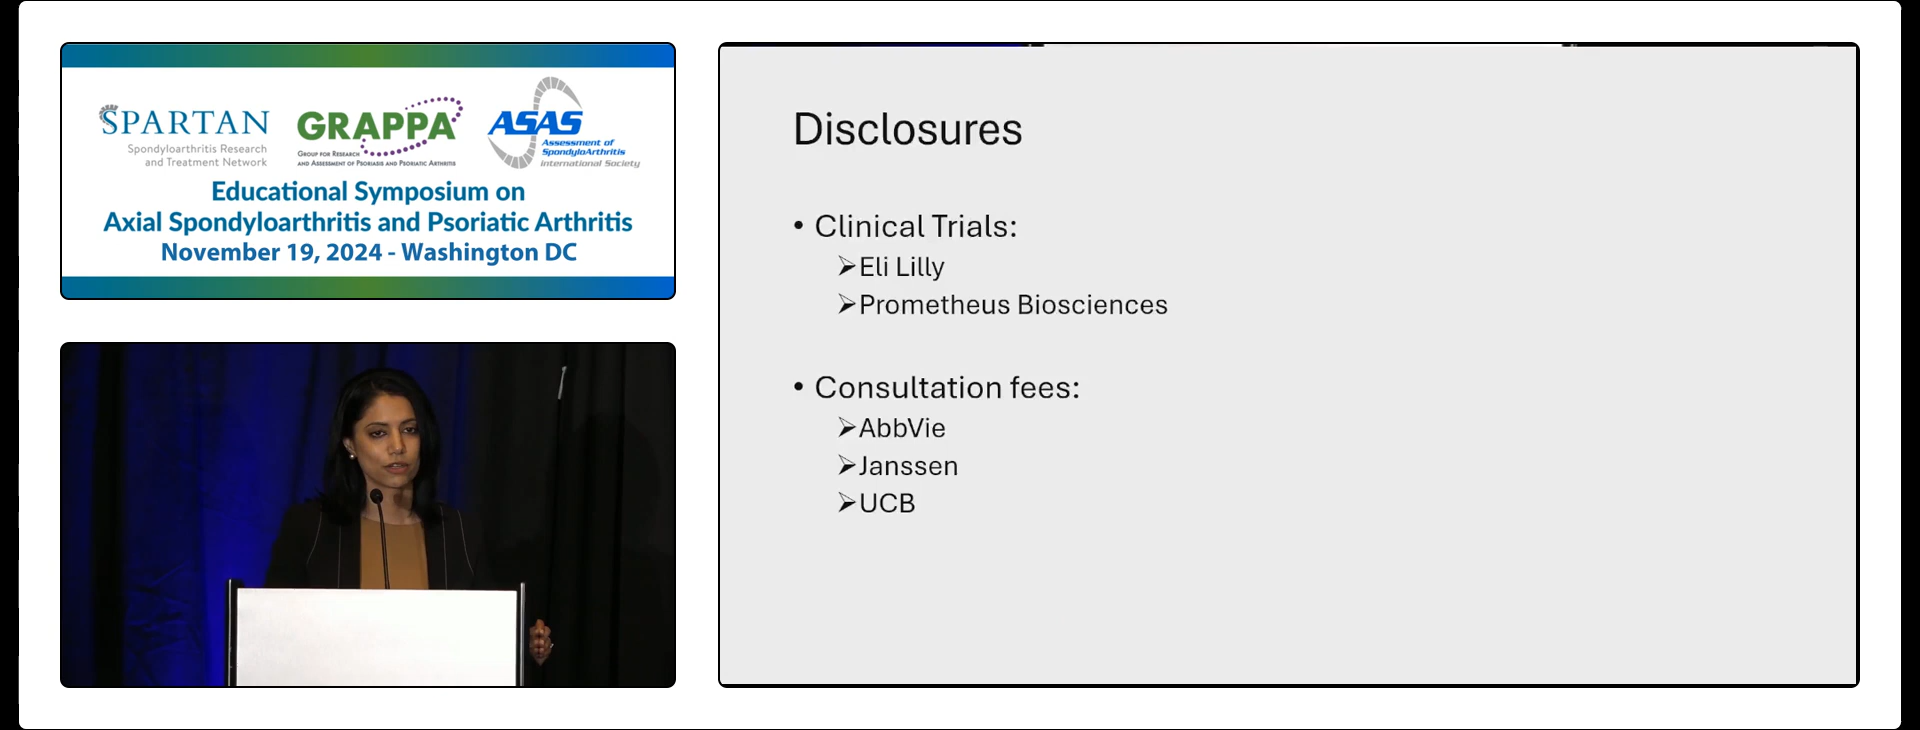 SPARTAN
Spondyloarthritis Research
and Treatment Network
GRAPPA
Group for Research
and Assessment of Psoriasis and Psoriatic Arthritis
ASAS
Assessment of
SpondyloArthritis
international Society
Educational Symposium on
Axial Spondyloarthritis and Psoriatic Arthritis
November 19, 2024 - Washington DC
Disclosures
• Clinical Trials:
➢Eli Lilly
➢Prometheus Biosciences
• Consultation fees:
➢AbbVie
➢Janssen
➢UCB